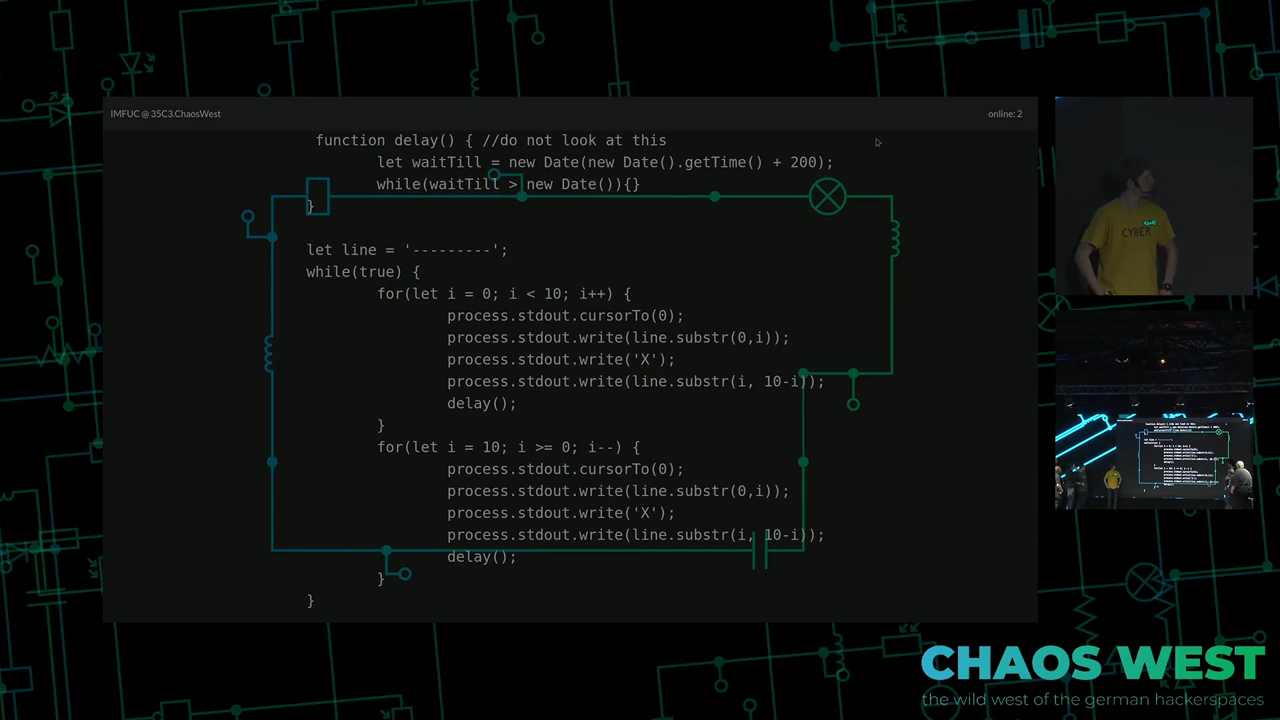 IMFUC @ 35C3.ChaosWest
online: 2
function delay() { //do not look at this
let waitTill = new Date(new Date().getTime() + 200);
while(waitTill > new Date()){}
}
let line = '---------';
while(true) {
for(let i = 0; i < 10; i++) {
process.stdout.cursorTo(0);
process.stdout.write(line.substr(0,i));
process.stdout.write('X');
process.stdout.write(line.substr(i, 10-i));
delay();
}
for(let i = 10; i >= 0; i--) {
process.stdout.cursorTo(0);
process.stdout.write(line.substr(0,i));
process.stdout.write('X');
process.stdout.write(line.substr(i, 10-i));
delay();
}
}
CYBER
CHAOS WEST
the wild west of the german hackerspaces